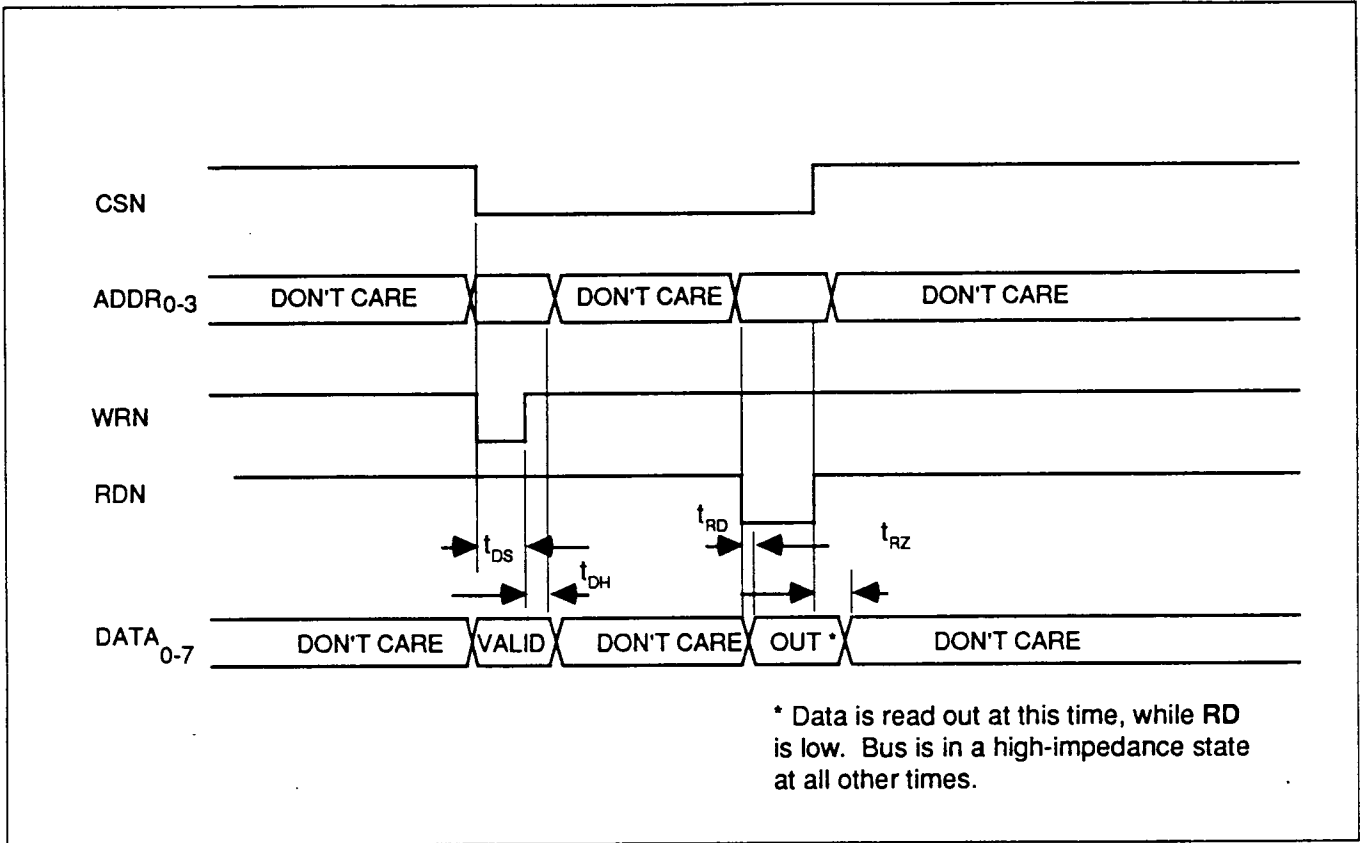 CSN
ADDR0-3 DON'T CARE DON'T CARE DON'T CARE
WRN
RDN
tRD
tRZ
tDS
tDH
DATA0-7 DON'T CARE VALID DON'T CARE OUT * DON'T CARE
* Data is read out at this time, while RD
is low. Bus is in a high-impedance state
at all other times.